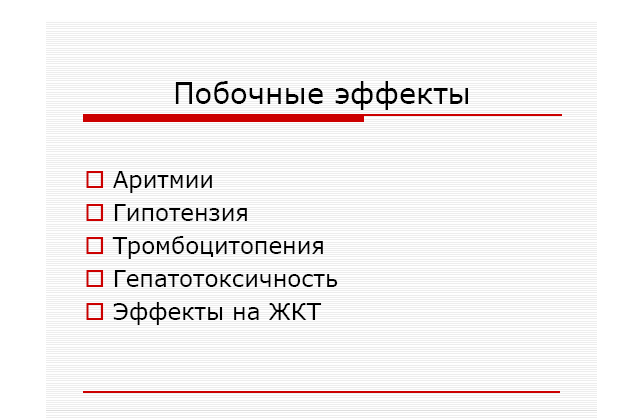 Побочные эффекты
Аритмии
Гипотензия
Тромбоцитопения
Гепатотоксичность
Эффекты на ЖКТ